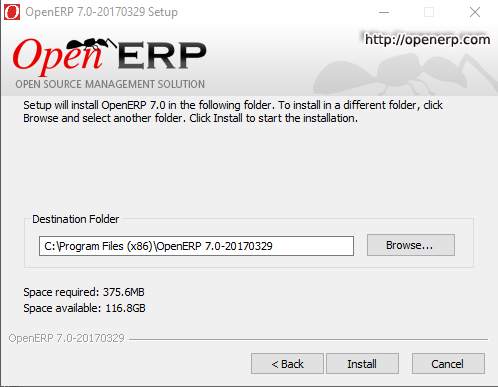 OpenERP 7.0-20170329 Setup
http://openerp.com
Open ERP
OPEN SOURCE MANAGEMENT SOLUTION
Setup will install OpenERP 7.0 in the following folder. To install in a different folder, click
Browse and select another folder. Click Install to start the installation.
Destination Folder
C:\Program Files (x86)\OpenERP 7.0-20170329
Browse...
Space required: 375.6MB
Space available: 116.8GB
OpenERP 7.0-20170329
< Back
Install
Cancel